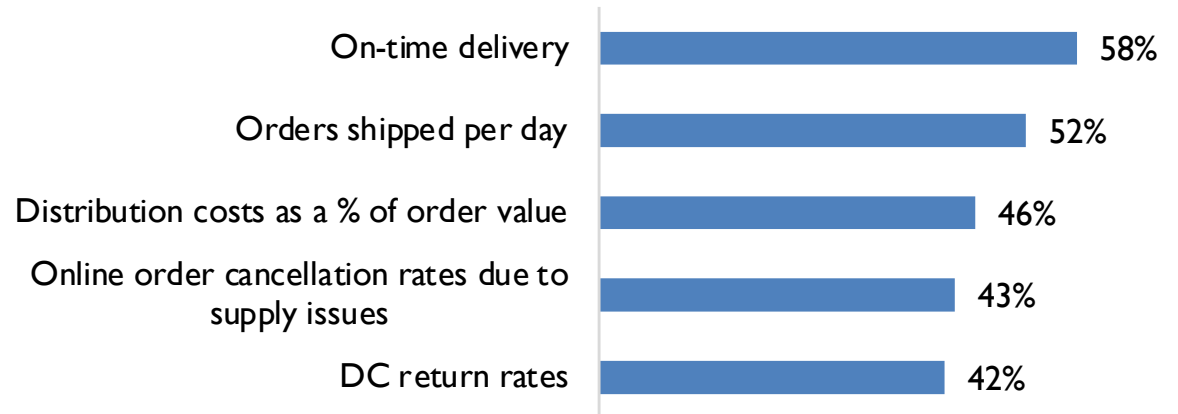 On-time delivery 58%
Orders shipped per day 52%
Distribution costs as a % of order value 46%
Online order cancellation rates due to
supply issues 43%
DC return rates 42%